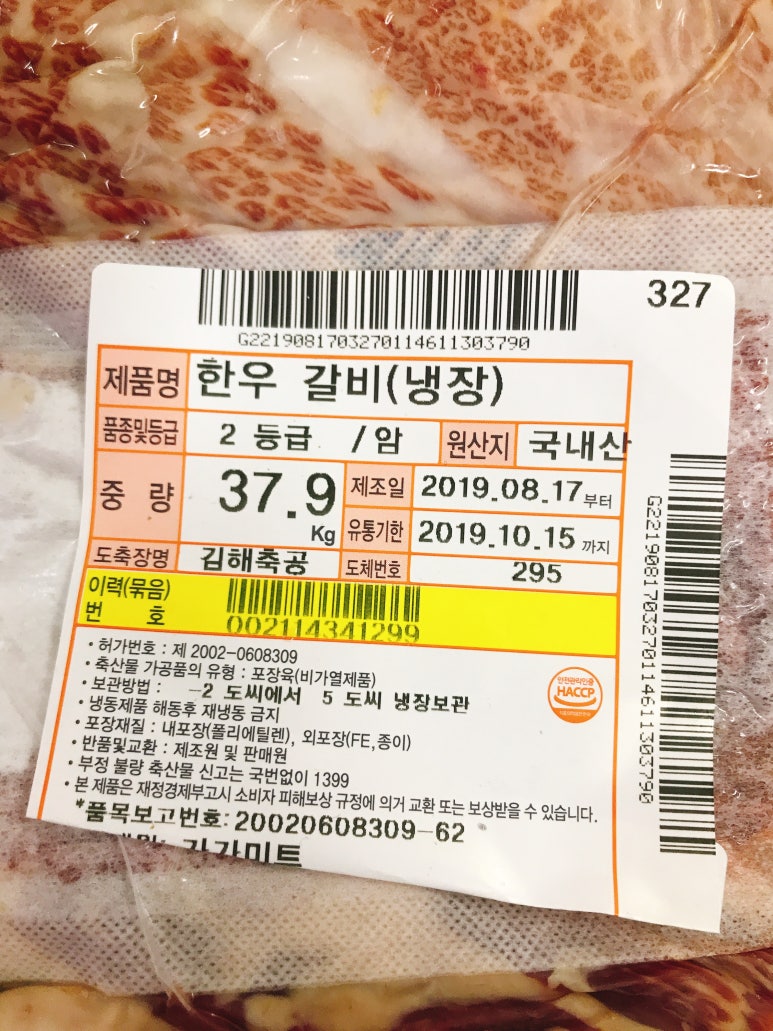 327
G2219081703270114611303790
제품명 한우 갈비(냉장)
품종및등급 2 등급 /암 원산지 국내산
중 량 37.9 Kg 제조일 2019.08.17 부터
유통기한 2019.10.15 까지
도축장명 김해축공 도체번호 295
이력(묶음)
번 호 002114341299
• 허가번호 : 제 2002-0608309
• 축산물 가공품의 유형 : 포장육(비가열제품)
• 보관방법 : -2 도씨에서 5 도씨 냉장보관
• 냉동제품 해동후 재냉동 금지
• 포장재질 : 내포장(폴리에틸렌), 외포장(FE,종이)
• 반품및교환 : 제조원 및 판매원
• 부정 불량 축산물 신고는 국번없이 1399
• 본 제품은 재정경제부고시 소비자 피해보상 규정에 의거 교환 또는 보상받을 수 있습니다.
*품목보고번호: 20020608309-62
안전관리인증
HACCP
G2219081703270114611303790